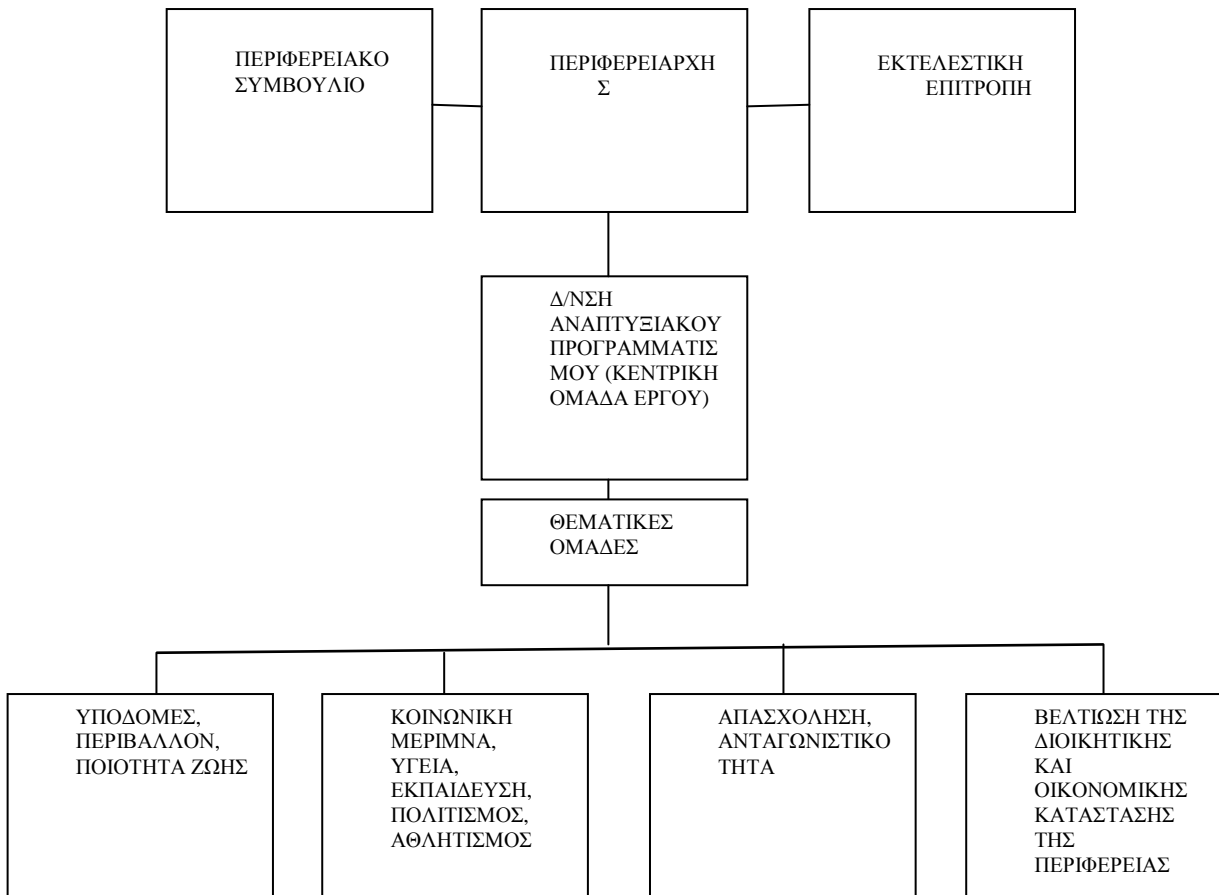 ΠΕΡΙΦΕΡΕΙΑΚΟ
ΣΥΜΒΟΥΛΙΟ
ΠΕΡΙΦΕΡΕΙΑΡΧΗ
Σ
ΕΚΤΕΛΕΣΤΙΚΗ
ΕΠΙΤΡΟΠΗ
Δ/ΝΣΗ
ΑΝΑΠΤΥΞΙΑΚΟΥ
ΠΡΟΓΡΑΜΜΑΤΙΣ
ΜΟΥ (ΚΕΝΤΡΙΚΗ
ΟΜΑΔΑ ΕΡΓΟΥ)
ΘΕΜΑΤΙΚΕΣ
ΟΜΑΔΕΣ
ΥΠΟΔΟΜΕΣ,
ΠΕΡΙΒΑΛΛΟΝ,
ΠΟΙΟΤΗΤΑ ΖΩΗΣ
ΚΟΙΝΩΝΙΚΗ
ΜΕΡΙΜΝΑ,
ΥΓΕΙΑ,
ΕΚΠΑΙΔΕΥΣΗ,
ΠΟΛΙΤΙΣΜΟΣ,
ΑΘΛΗΤΙΣΜΟΣ
ΑΠΑΣΧΟΛΗΣΗ,
ΑΝΤΑΓΩΝΙΣΤΙΚΟ
ΤΗΤΑ
ΒΕΛΤΙΩΣΗ ΤΗΣ
ΔΙΟΙΚΗΤΙΚΗΣ
ΚΑΙ
ΟΙΚΟΝΟΜΙΚΗΣ
ΚΑΤΑΣΤΑΣΗΣ
ΤΗΣ
ΠΕΡΙΦΕΡΕΙΑΣ